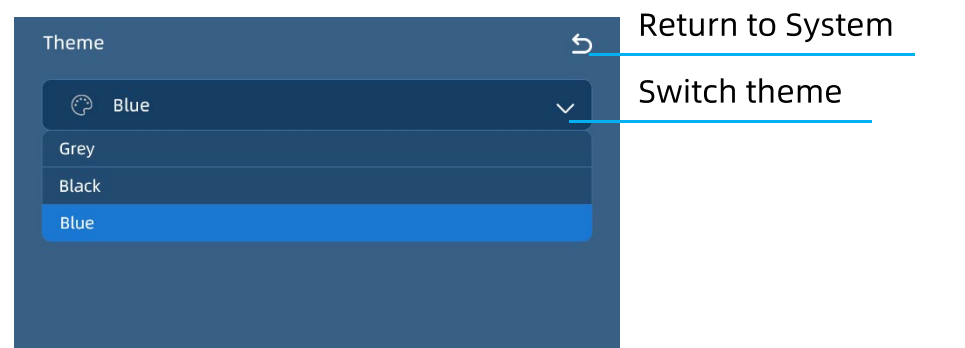 Theme
Return to System
Blue
Switch theme
Grey
Black
Blue